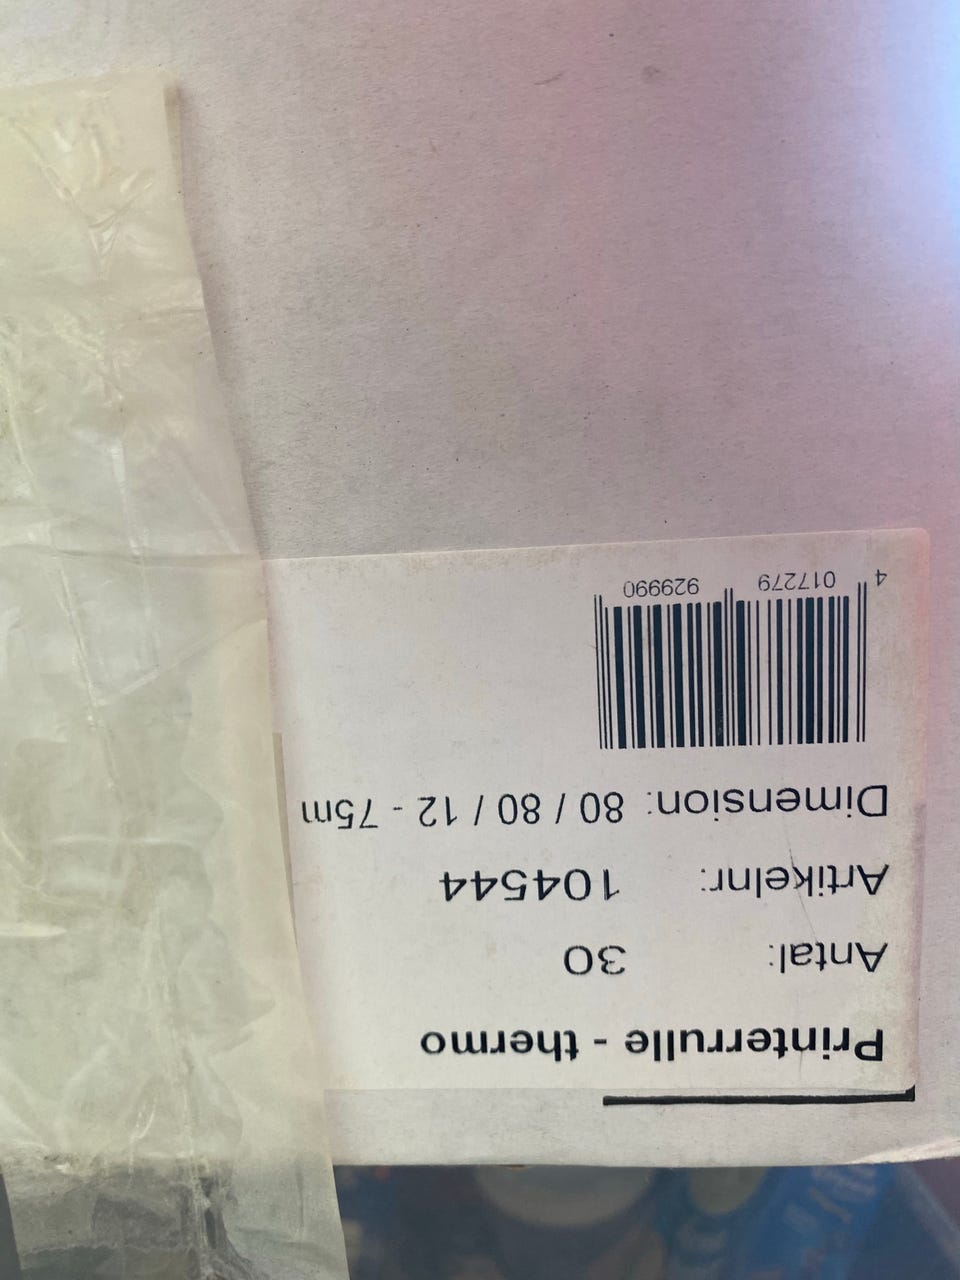 Printerrulle - thermo
Antal: 30
Artikelnr: 104544
Dimension: 80 / 80 / 12 - 75m
4 017279 929990